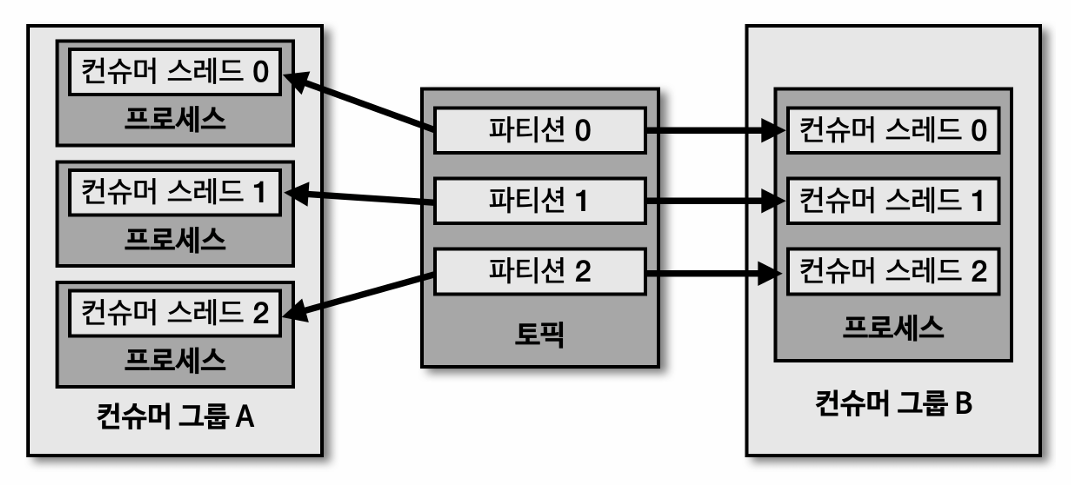 컨슈머 스레드 0
프로세스
컨슈머 스레드 1
프로세스
컨슈머 스레드 2
프로세스
컨슈머 그룹 A
파티션 0
파티션 1
파티션 2
토픽
컨슈머 스레드 0
컨슈머 스레드 1
컨슈머 스레드 2
프로세스
컨슈머 그룹 B